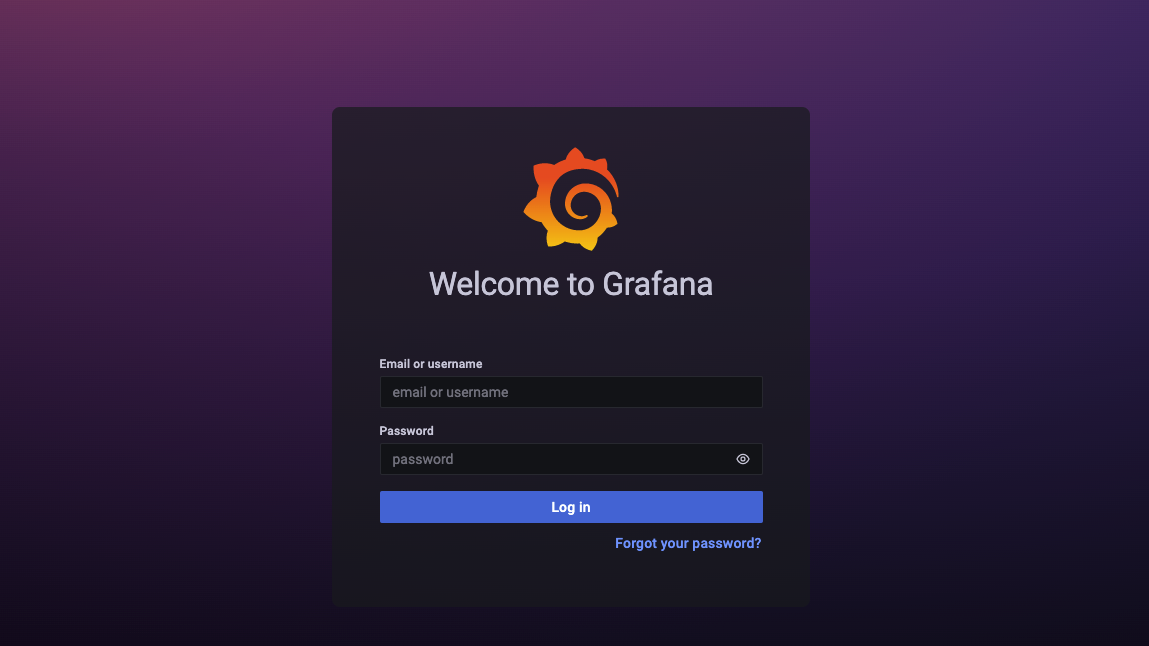 Welcome to Grafana
Email or username
email or username
Password
password
Log in
Forgot your password?